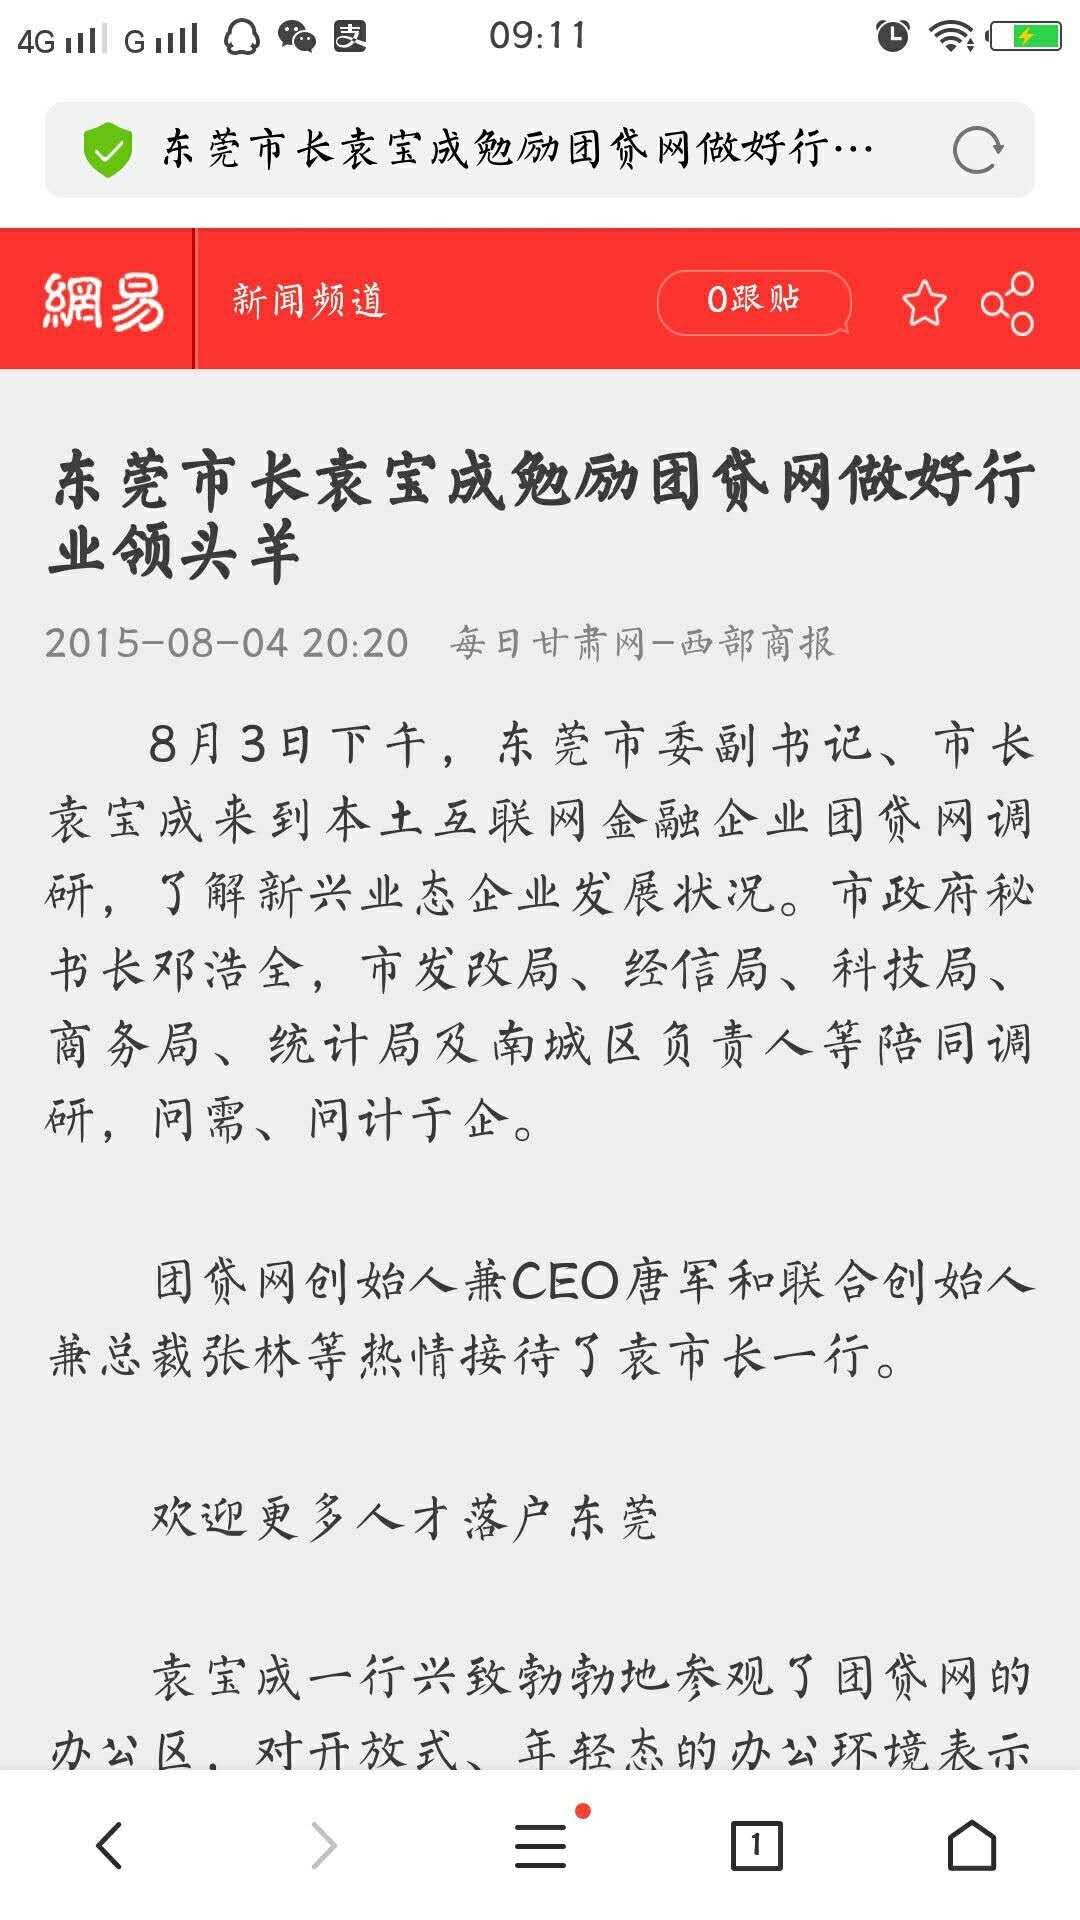 4G G 09:11
东莞市长袁宝成勉励团贷网做好行…
網易 新闻频道 0跟贴
东莞市长袁宝成勉励团贷网做好行
业领头羊
2015-08-04 20:20 每日甘肃网-西部商报
8月3日下午，东莞市委副书记、市长
袁宝成来到本土互联网金融企业团贷网调
研，了解新兴业态企业发展状况。市政府秘
书长邓浩全，市发改局、经信局、科技局、
商务局、统计局及南城区负责人等陪同调
研，问需、问计于企。
团贷网创始人兼CEO唐军和联合创始人
兼总裁张林等热情接待了袁市长一行。
欢迎更多人才落户东莞
袁宝成一行兴致勃勃地参观了团贷网的
办公区，对开放式、年轻态的办公环境表示
1